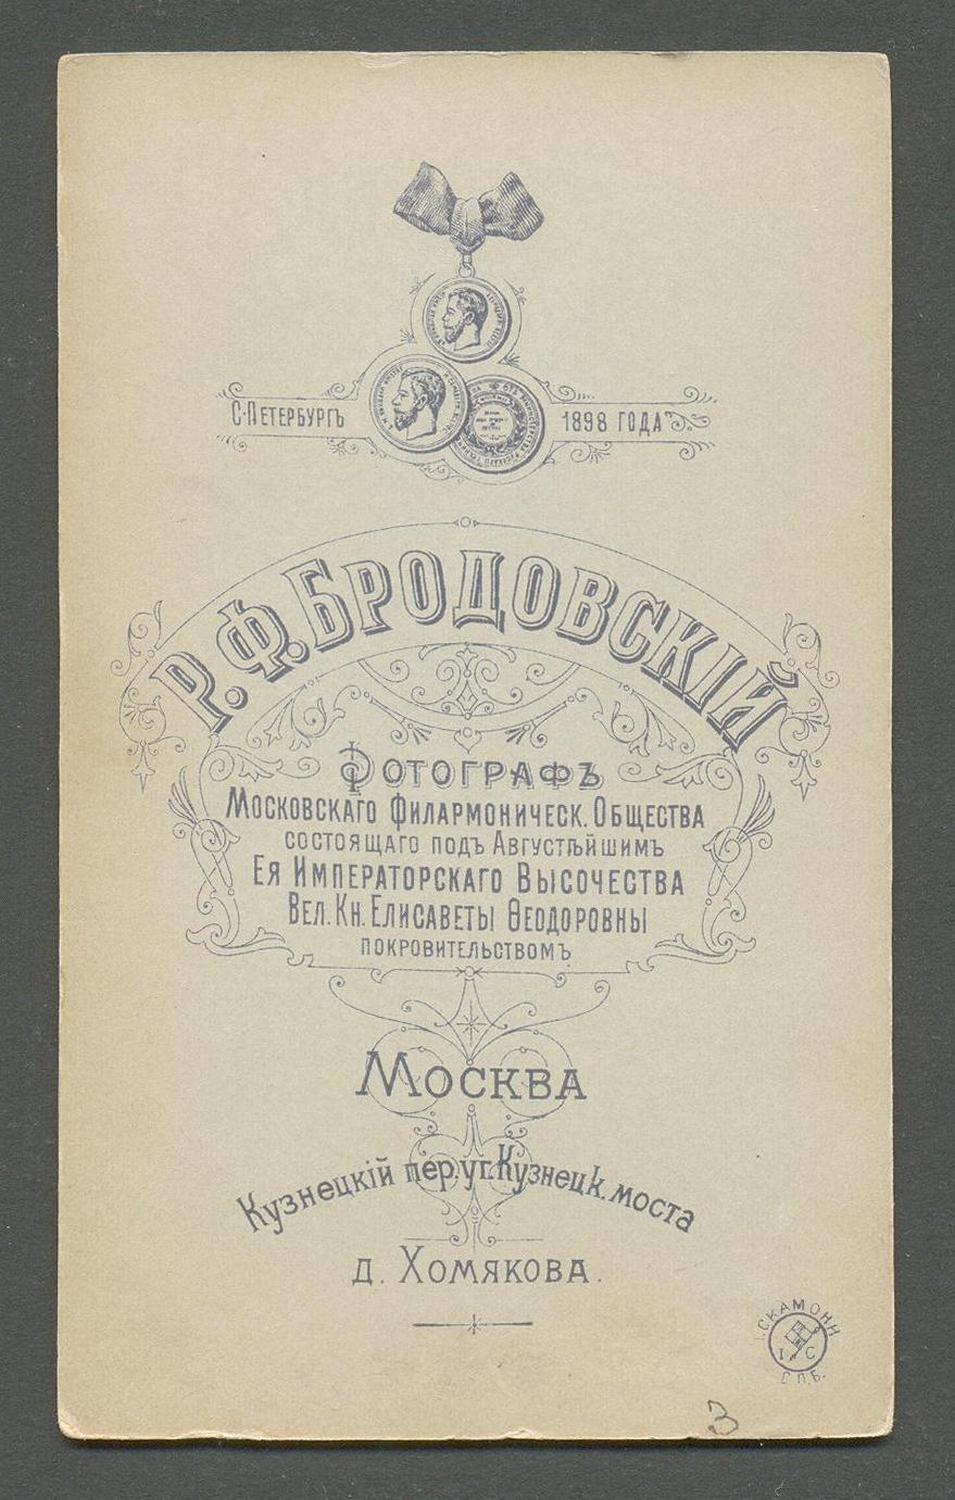 С·ПЕТЕРБУРГЪ 1898 ГОДА
Р. Ф. БРОДОВСКІЙ
ФОТОГРАФЪ
МОСКОВСКАГО ФИЛАРМОНИЧЕСК. ОБЩЕСТВА
СОСТОЯЩАГО ПОДЪ АВГУСТѢЙШИМЪ
ЕЯ ИМПЕРАТОРСКАГО ВЫСОЧЕСТВА
ВЕЛ. КН. ЕЛИСАВЕТЫ ѲЕОДОРОВНЫ
ПОКРОВИТЕЛЬСТВОМЪ
МОСКВА
Кузнецкій пер. уг. Кузнецк. моста
Д. ХОМЯКОВА.
І. СКАМОНИ
І С
С.П.Б.
3